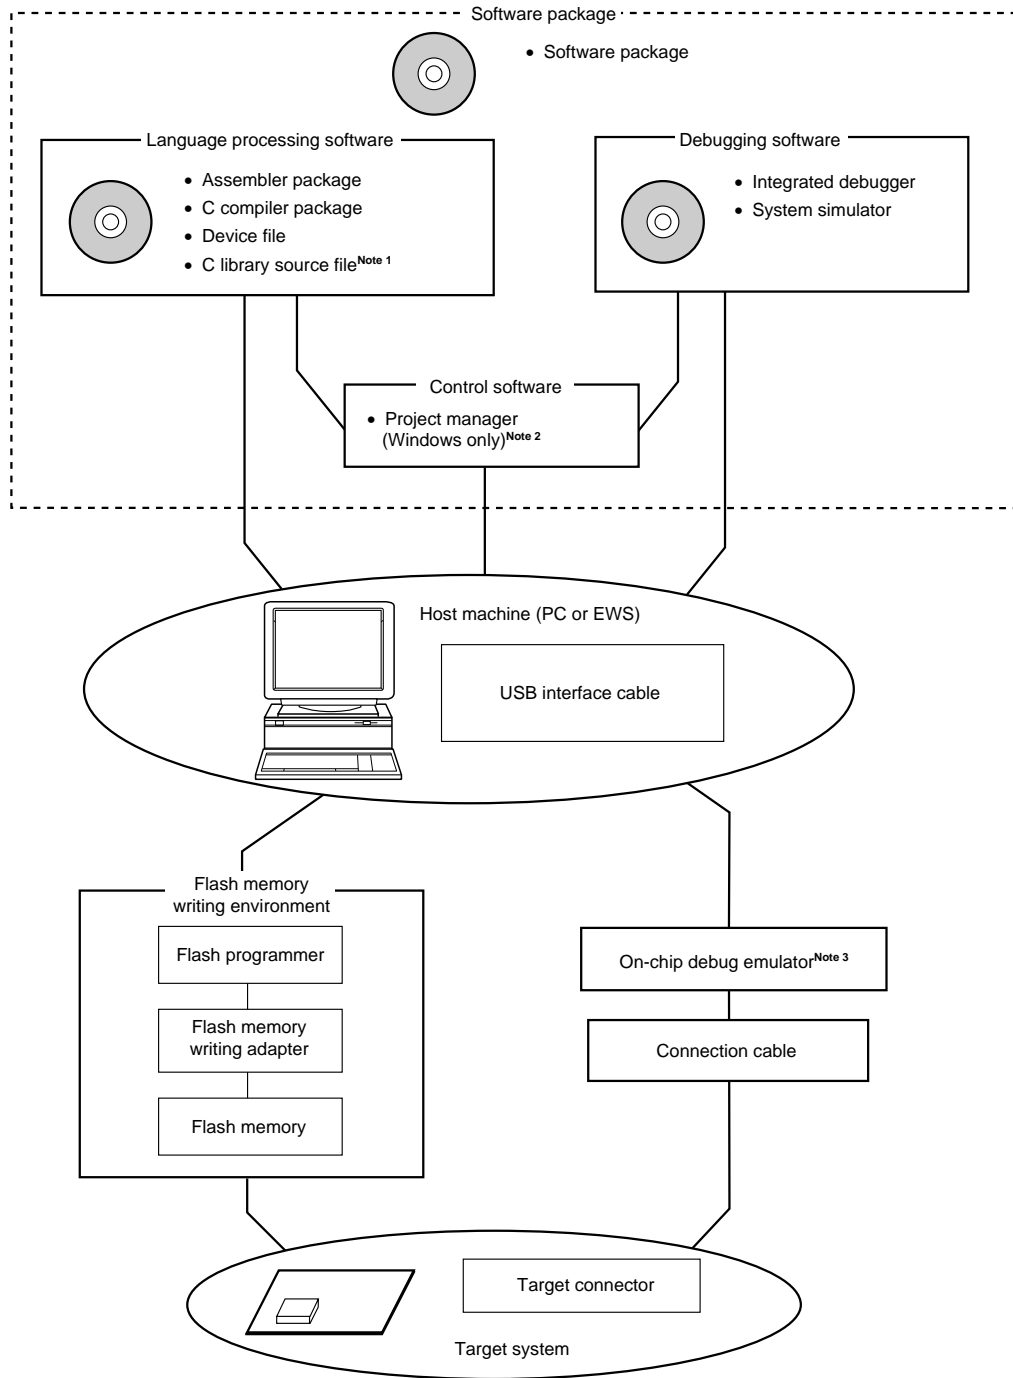 Software package
• Software package
Language processing software
• Assembler package
• C compiler package
• Device file
• C library source fileNote 1
Debugging software
• Integrated debugger
• System simulator
Control software
• Project manager
(Windows only)Note 2
Host machine (PC or EWS)
USB interface cable
Flash memory
writing environment
Flash programmer
Flash memory
writing adapter
Flash memory
On-chip debug emulatorNote 3
Connection cable
Target connector
Target system